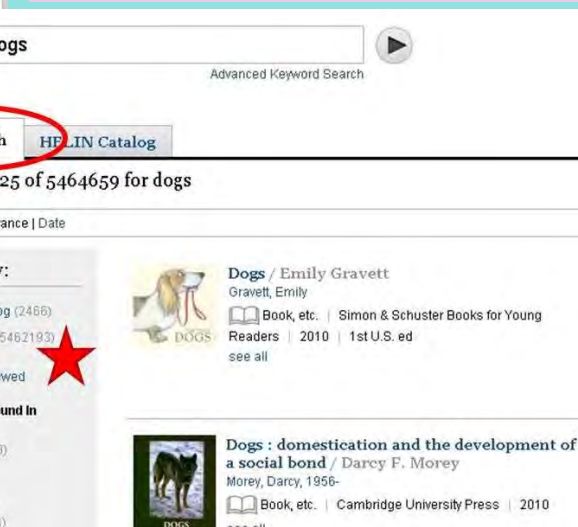 ogs
Advanced Keyword Search
h HELIN Catalog
25 of 5464659 for dogs
ance | Date
y:
og (2466)
5462193)
wed
und In
)
)
DOGS
Dogs / Emily Gravett
Gravett, Emily
Book, etc. | Simon & Schuster Books for Young
Readers | 2010 | 1st U.S. ed
see all
DOGS
Dogs : domestication and the development of
a social bond / Darcy F. Morey
Morey, Darcy, 1956-
Book, etc. | Cambridge University Press | 2010
see all